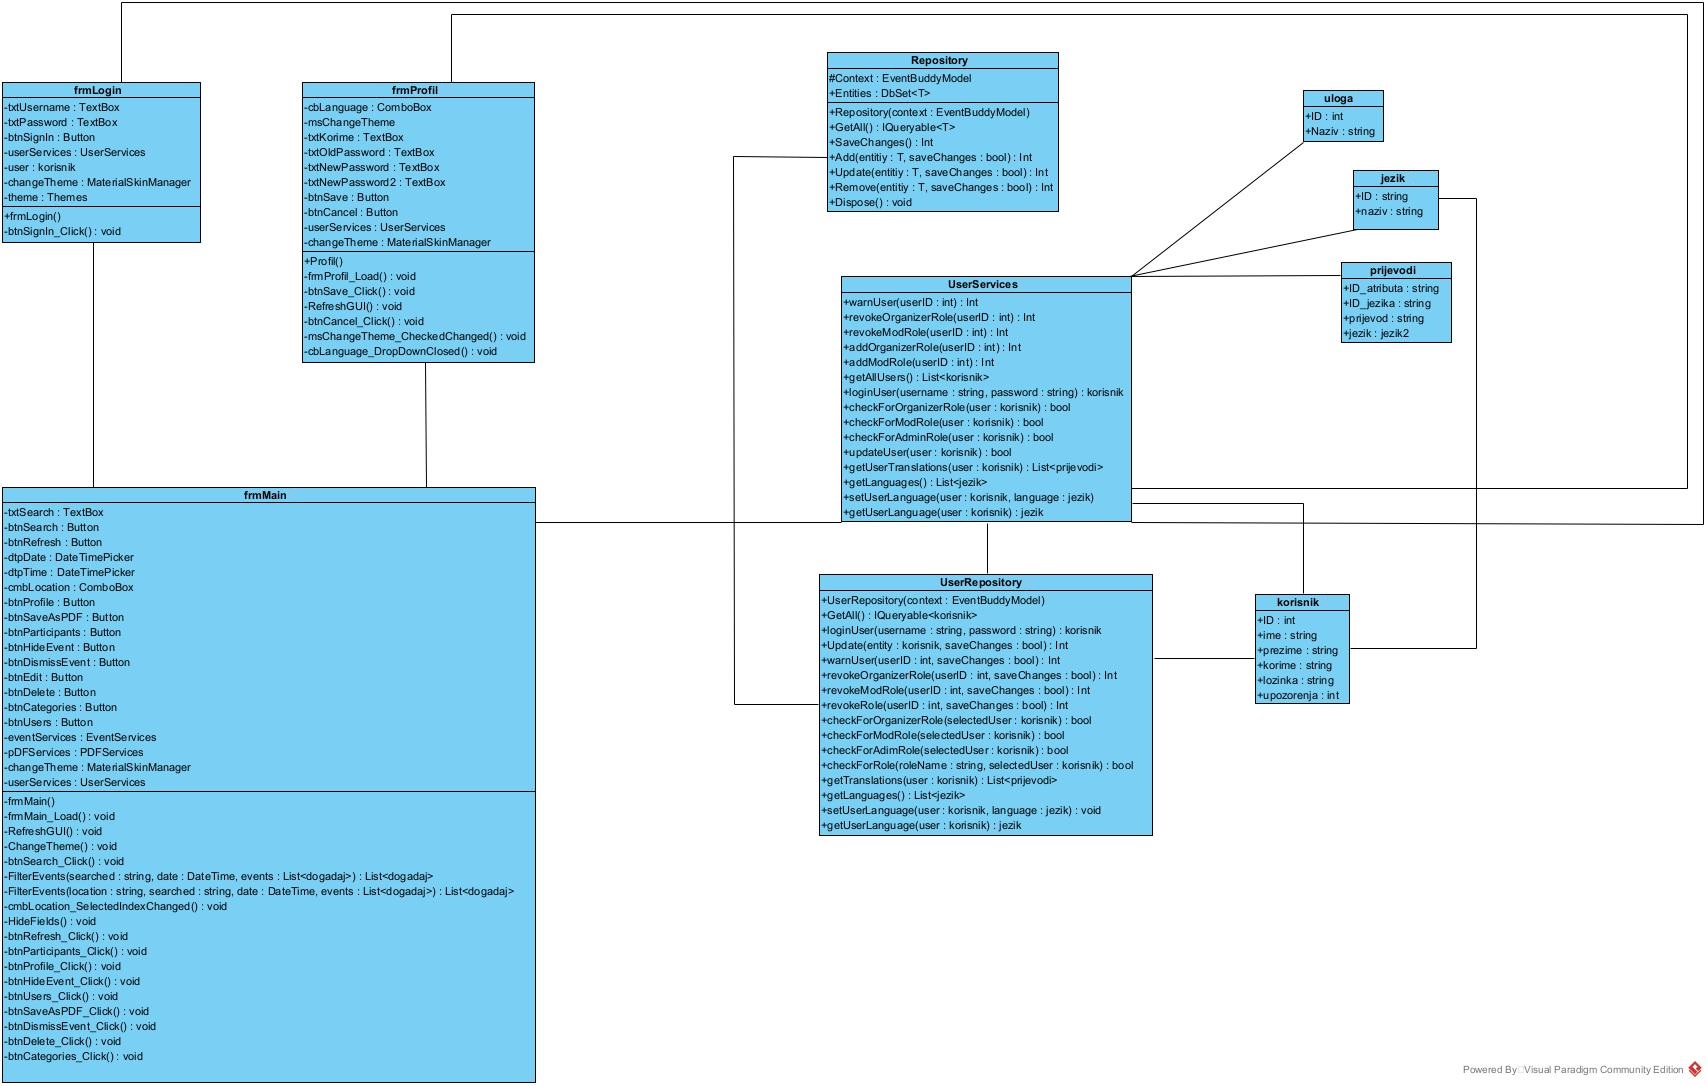 frmLogin
-txtUsername : TextBox
-txtPassword : TextBox
-btnSignIn : Button
-userServices : UserServices
-user : korisnik
-changeTheme : MaterialSkinManager
-theme : Themes
+frmLogin()
-btnSignIn_Click() : void
frmProfil
-cbLanguage : ComboBox
-msChangeTheme
-txtKorime : TextBox
-txtOldPassword : TextBox
-txtNewPassword : TextBox
-txtNewPassword2 : TextBox
-btnSave : Button
-btnCancel : Button
-userServices : UserServices
-changeTheme : MaterialSkinManager
+Profil()
-frmProfil_Load() : void
-btnSave_Click() : void
-RefreshGUI() : void
-btnCancel_Click() : void
-msChangeTheme_CheckedChanged() : void
-cbLanguage_DropDownClosed() : void
Repository
#Context : EventBuddyModel
+Entities : DbSet<T>
+Repository(context : EventBuddyModel)
+GetAll() : IQueryable<T>
+SaveChanges() : Int
+Add(entitiy : T, saveChanges : bool) : Int
+Update(entitiy : T, saveChanges : bool) : Int
+Remove(entitiy : T, saveChanges : bool) : Int
+Dispose() : void
uloga
+ID : int
+Naziv : string
jezik
+ID : string
+naziv : string
prijevodi
+ID_atributa : string
+ID_jezika : string
+prijevod : string
+jezik : jezik2
UserServices
+warnUser(userID : int) : Int
+revokeOrganizerRole(userID : int) : Int
+revokeModRole(userID : int) : Int
+addOrganizerRole(userID : int) : Int
+addModRole(userID : int) : Int
+getAllUsers() : List<korisnik>
+loginUser(username : string, password : string) : korisnik
+checkForOrganizerRole(user : korisnik) : bool
+checkForModRole(user : korisnik) : bool
+checkForAdminRole(user : korisnik) : bool
+updateUser(user : korisnik) : bool
+getUserTranslations(user : korisnik) : List<prijevodi>
+getLanguages() : List<jezik>
+setUserLanguage(user : korisnik, language : jezik)
+getUserLanguage(user : korisnik) : jezik
frmMain
-txtSearch : TextBox
-btnSearch : Button
-btnRefresh : Button
-dtpDate : DateTimePicker
-dtpTime : DateTimePicker
-cmbLocation : ComboBox
-btnProfile : Button
-btnSaveAsPDF : Button
-btnParticipants : Button
-btnHideEvent : Button
-btnDismissEvent : Button
-btnEdit : Button
-btnDelete : Button
-btnCategories : Button
-btnUsers : Button
-eventServices : EventServices
-pDFServices : PDFServices
-changeTheme : MaterialSkinManager
-userServices : UserServices
-frmMain()
-frmMain_Load() : void
-RefreshGUI() : void
-ChangeTheme() : void
-btnSearch_Click() : void
-FilterEvents(searched : string, date : DateTime, events : List<dogadaj>) : List<dogadaj>
-FilterEvents(location : string, searched : string, date : DateTime, events : List<dogadaj>) : List<dogadaj>
-cmbLocation_SelectedIndexChanged() : void
-HideFields() : void
-btnRefresh_Click() : void
-btnParticipants_Click() : void
-btnProfile_Click() : void
-btnHideEvent_Click() : void
-btnUsers_Click() : void
-btnSaveAsPDF_Click() : void
-btnDismissEvent_Click() : void
-btnDelete_Click() : void
-btnCategories_Click() : void
UserRepository
+UserRepository(context : EventBuddyModel)
+GetAll() : IQueryable<korisnik>
+loginUser(username : string, password : string) : korisnik
+Update(entity : korisnik, saveChanges : bool) : Int
+warnUser(userID : int, saveChanges : bool) : Int
+revokeOrganizerRole(userID : int, saveChanges : bool) : Int
+revokeModRole(userID : int, saveChanges : bool) : Int
+revokeRole(userID : int, saveChanges : bool) : Int
+checkForOrganizerRole(selectedUser : korisnik) : bool
+checkForModRole(selectedUser : korisnik) : bool
+checkForAdimRole(selectedUser : korisnik) : bool
+checkForRole(roleName : string, selectedUser : korisnik) : bool
+getTranslations(user : korisnik) : List<prijevodi>
+getLanguages() : List<jezik>
+setUserLanguage(user : korisnik, language : jezik) : void
+getUserLanguage(user : korisnik) : jezik
korisnik
+ID : int
+ime : string
+prezime : string
+korime : string
+lozinka : string
+upozorenja : int
Powered By Visual Paradigm Community Edition